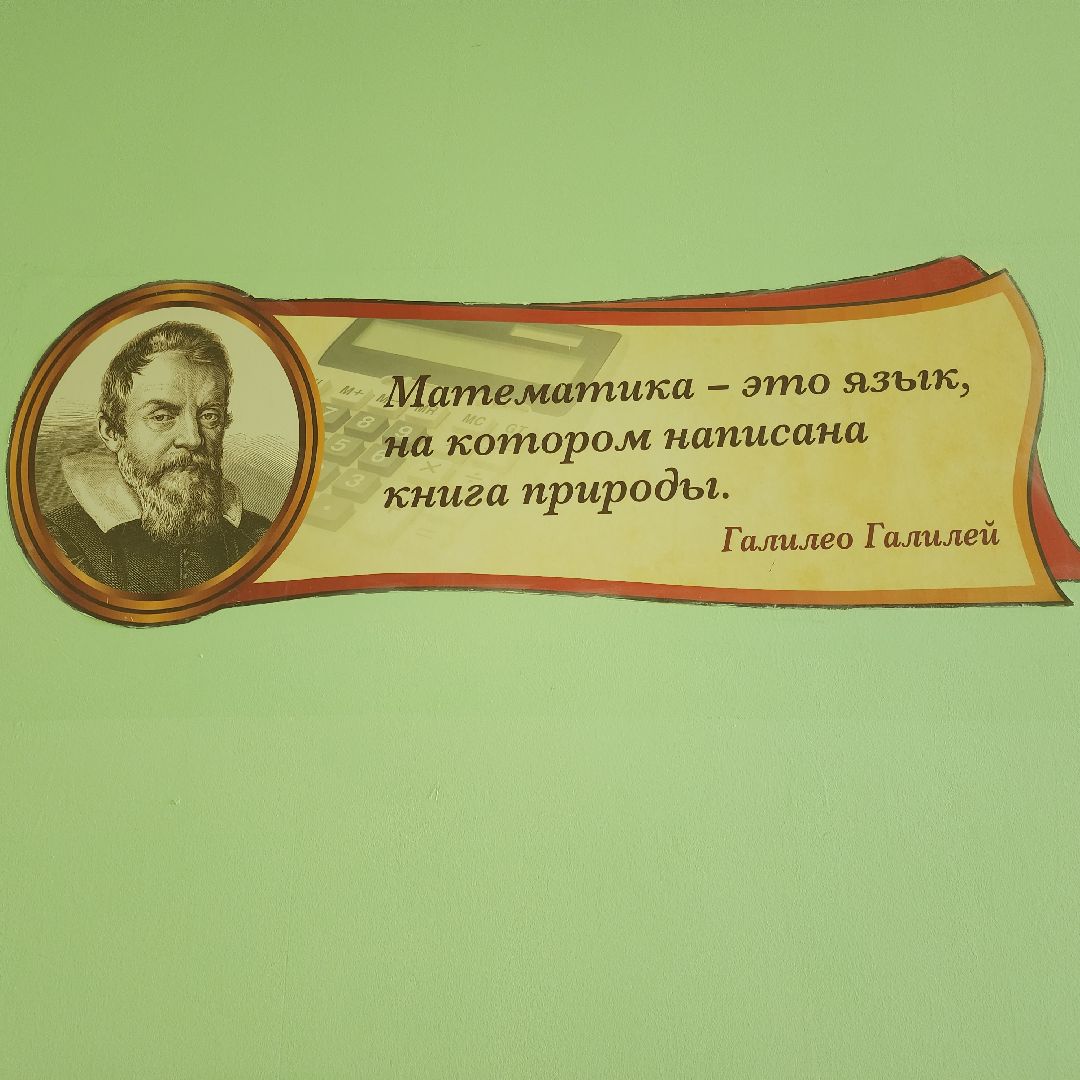 Математика – это язык,
на котором написана
книга природы.
Галилео Галилей